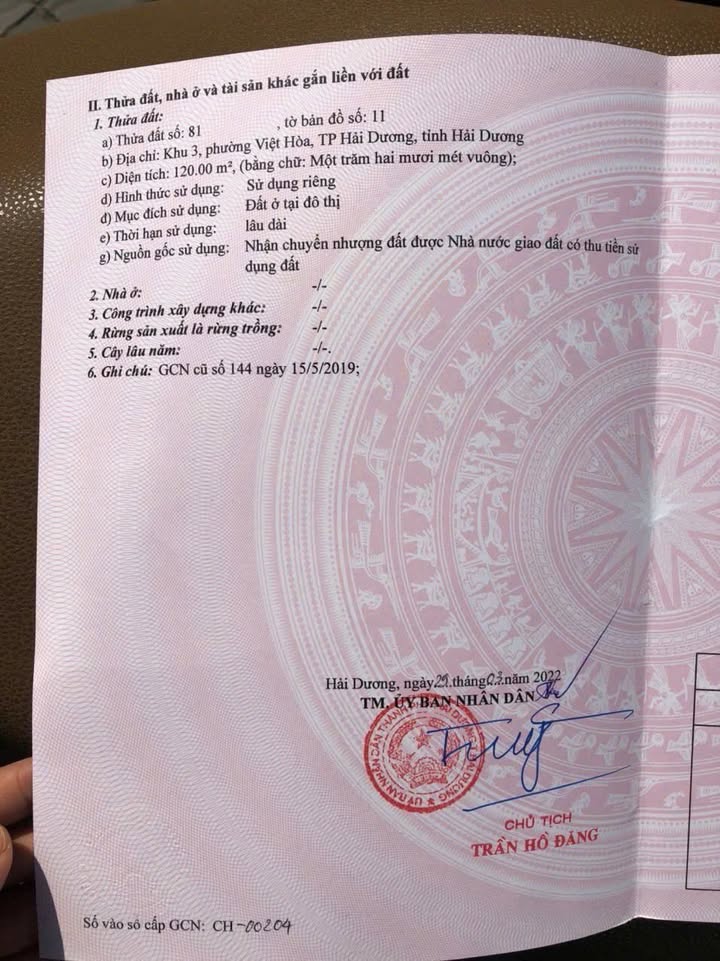 II. Thửa đất, nhà ở và tài sản khác gắn liền với đất
1. Thửa đất:
a) Thửa đất số: 81 , tờ bản đồ số: 11
b) Địa chỉ: Khu 3, phường Việt Hòa, TP Hải Dương, tỉnh Hải Dương
c) Diện tích: 120.00 m², (bằng chữ: Một trăm hai mươi mét vuông);
d) Hình thức sử dụng: Sử dụng riêng
đ) Mục đích sử dụng: Đất ở tại đô thị
e) Thời hạn sử dụng: lâu dài
g) Nguồn gốc sử dụng: Nhận chuyển nhượng đất được Nhà nước giao đất có thu tiền sử
dụng đất
2. Nhà ở: -/-
3. Công trình xây dựng khác: -/-
4. Rừng sản xuất là rừng trồng: -/-
5. Cây lâu năm: -/-.
6. Ghi chú: GCN cũ số 144 ngày 15/5/2019;
Hải Dương, ngày 29 tháng 03 năm 2022
TM. ỦY BAN NHÂN DÂN
CHỦ TỊCH
TRẦN HỒ ĐĂNG
Số vào sổ cấp GCN: CH-00204